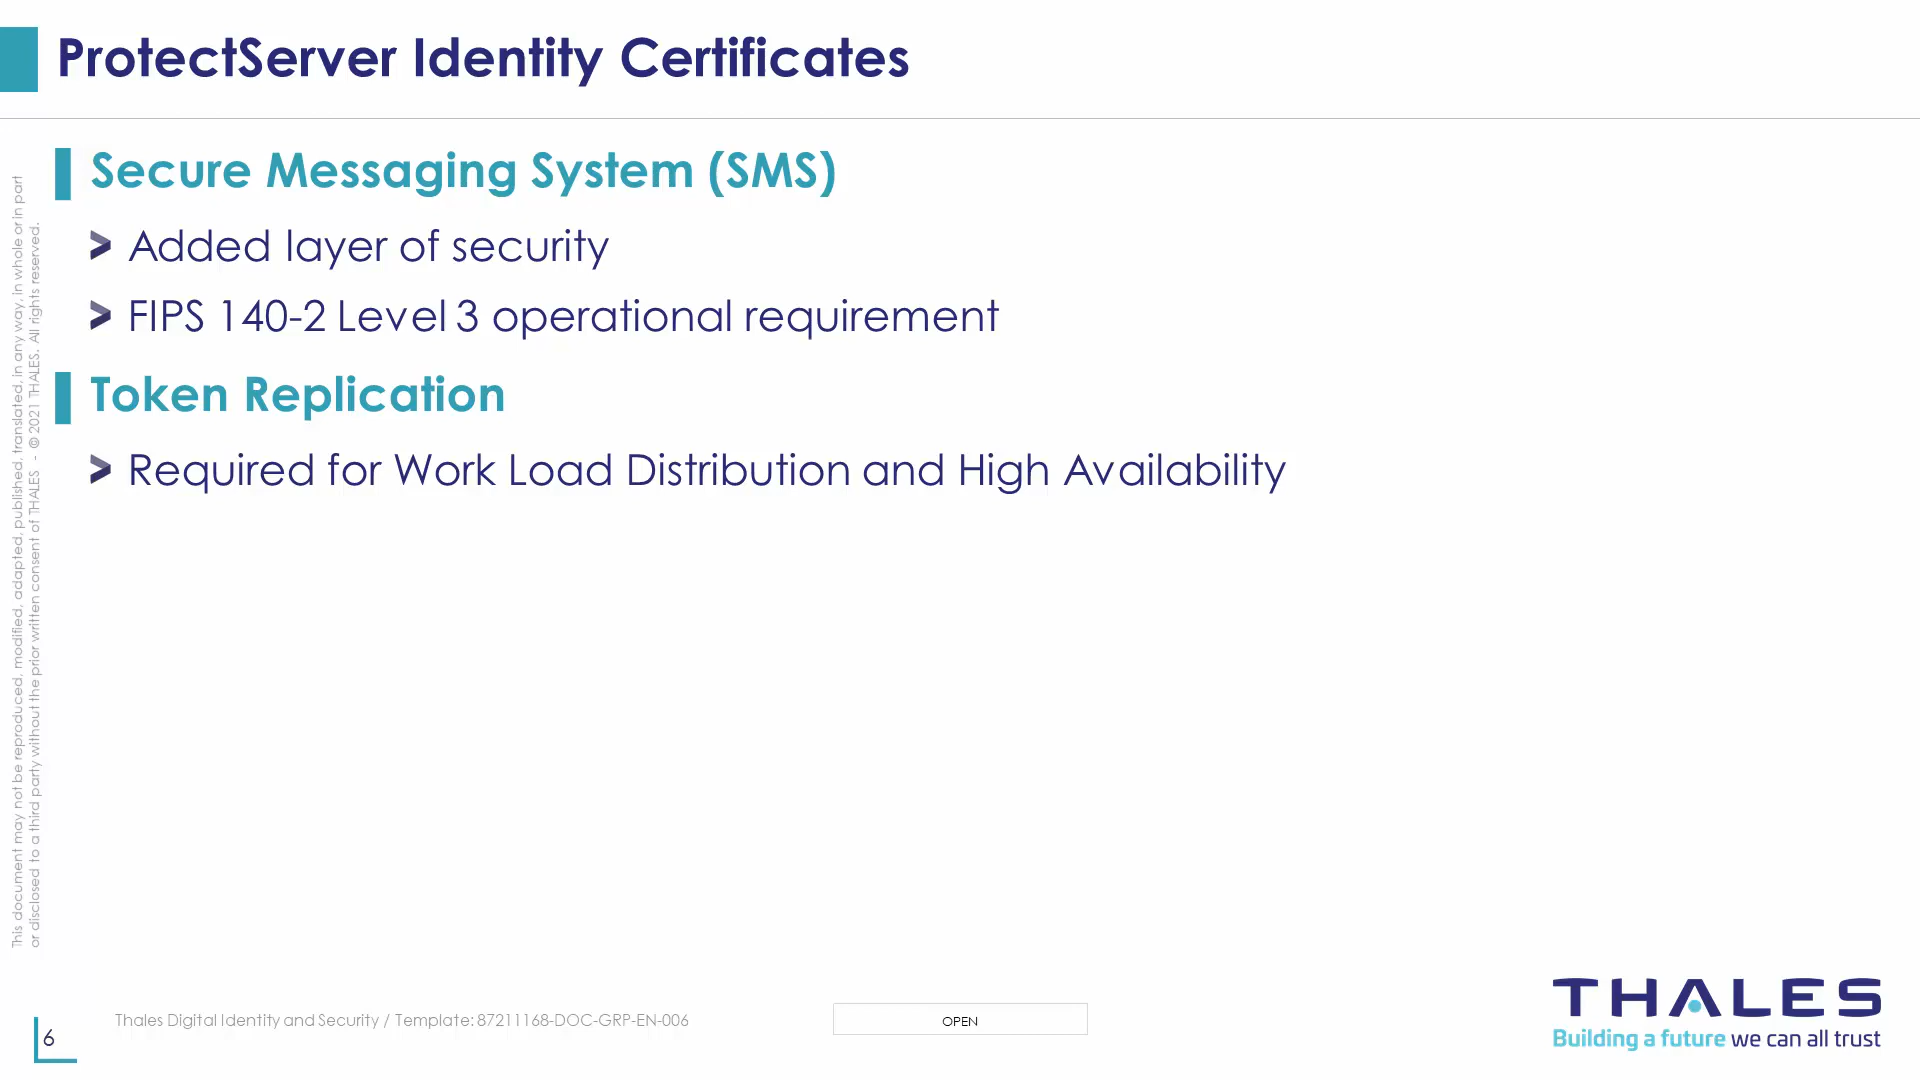 ProtectServer Identity Certificates
Secure Messaging System (SMS)
Added layer of security
FIPS 140-2 Level 3 operational requirement
Token Replication
Required for Work Load Distribution and High Availability
This document may not be reproduced, modified, adapted, published, translated, in any way, in whole or in part
or disclosed to a third party without the prior written consent of THALES - © 2021 THALES. All rights reserved.
6
Thales Digital Identity and Security / Template: 87211168-DOC-GRP-EN-006
OPEN
THALES
Building a future we can all trust